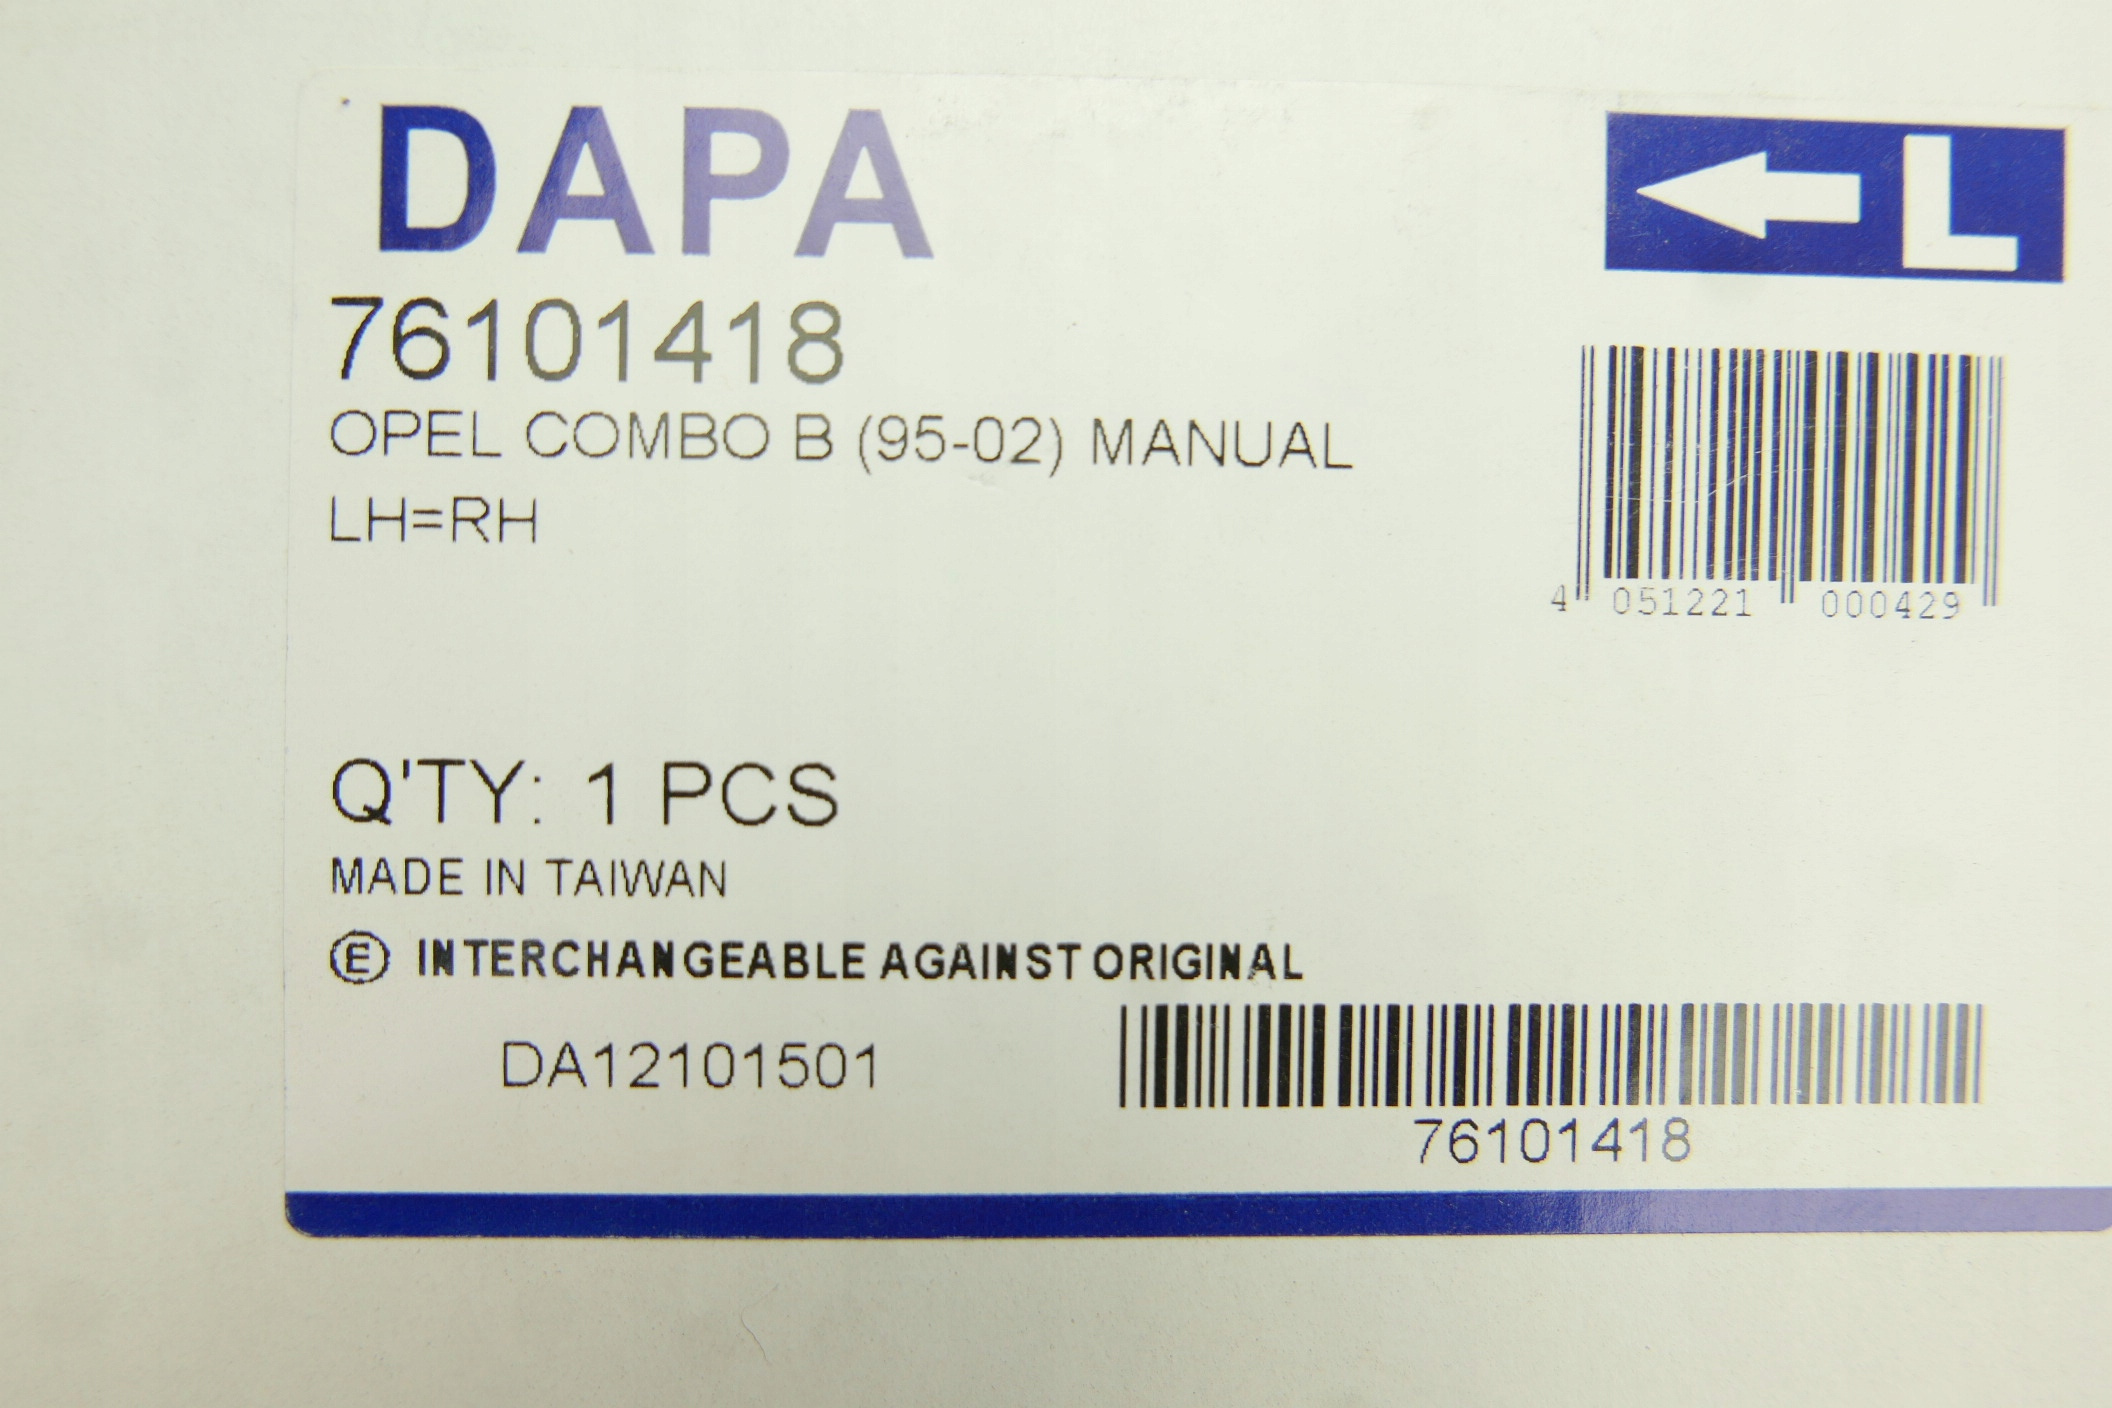 DAPA
L
76101418
OPEL COMBO B (95-02) MANUAL
LH=RH
4 051221 000429
Q'TY: 1 PCS
MADE IN TAIWAN
E INTERCHANGEABLE AGAINST ORIGINAL
DA12101501
76101418